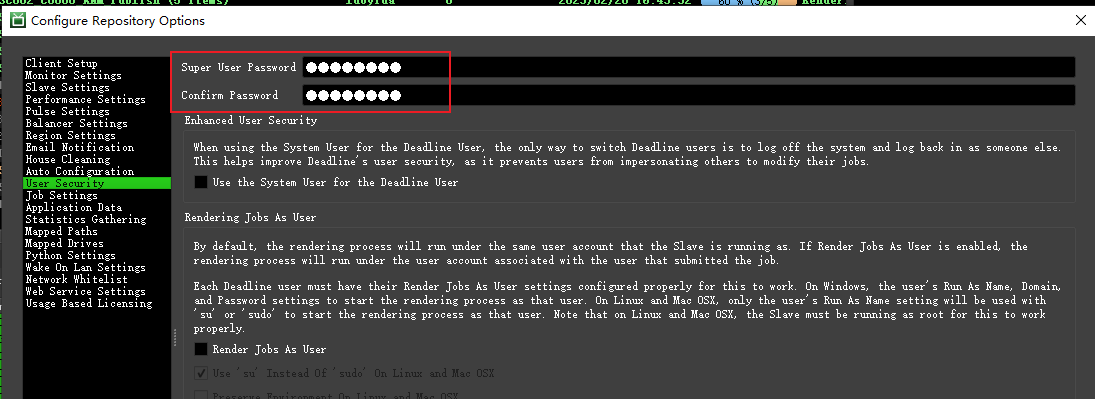 Configure Repository Options
Client Setup
Monitor Settings
Slave Settings
Performance Settings
Pulse Settings
Balancer Settings
Region Settings
Email Notification
House Cleaning
Auto Configuration
User Security
Job Settings
Application Data
Statistics Gathering
Mapped Paths
Mapped Drives
Python Settings
Wake On Lan Settings
Network Whitelist
Web Service Settings
Usage Based Licensing
Super User Password ●●●●●●●●
Confirm Password ●●●●●●●●
Enhanced User Security
When using the System User for the Deadline User, the only way to switch Deadline users is to log off the system and log back in as someone else.
This helps improve Deadline's user security, as it prevents users from impersonating others to modify their jobs.
Use the System User for the Deadline User
Rendering Jobs As User
By default, the rendering process will run under the same user account that the Slave is running as. If Render Jobs As User is enabled, the
rendering process will run under the user account associated with the user that submitted the job.
Each Deadline user must have their Render Jobs As User settings configured properly for this to work. On Windows, the user's Run As Name, Domain,
and Password settings to start the rendering process as that user. On Linux and Mac OSX, only the user's Run As Name setting will be used with
'su' or 'sudo' to start the rendering process as that user. Note that on Linux and Mac OSX, the Slave must be running as root for this to work
properly.
Render Jobs As User
Use 'su' Instead Of 'sudo' On Linux and Mac OSX
Preserve Environment On Linux and Mac OSX